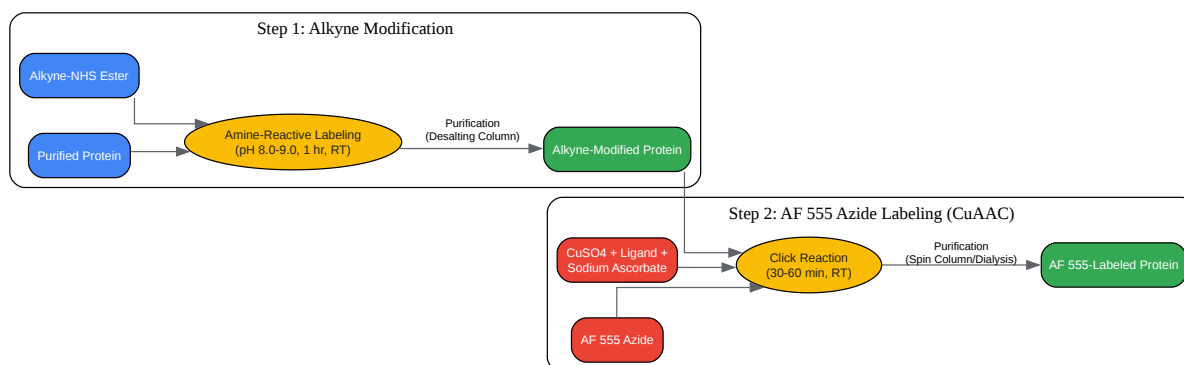 Step 1: Alkyne Modification
Alkyne-NHS Ester
Purified Protein
Amine-Reactive Labeling
(pH 8.0-9.0, 1 hr, RT)
Purification
(Desalting Column)
Alkyne-Modified Protein
Step 2: AF 555 Azide Labeling (CuAAC)
CuSO4 + Ligand +
Sodium Ascorbate
AF 555 Azide
Click Reaction
(30-60 min, RT)
Purification
(Spin Column/Dialysis)
AF 555-Labeled Protein